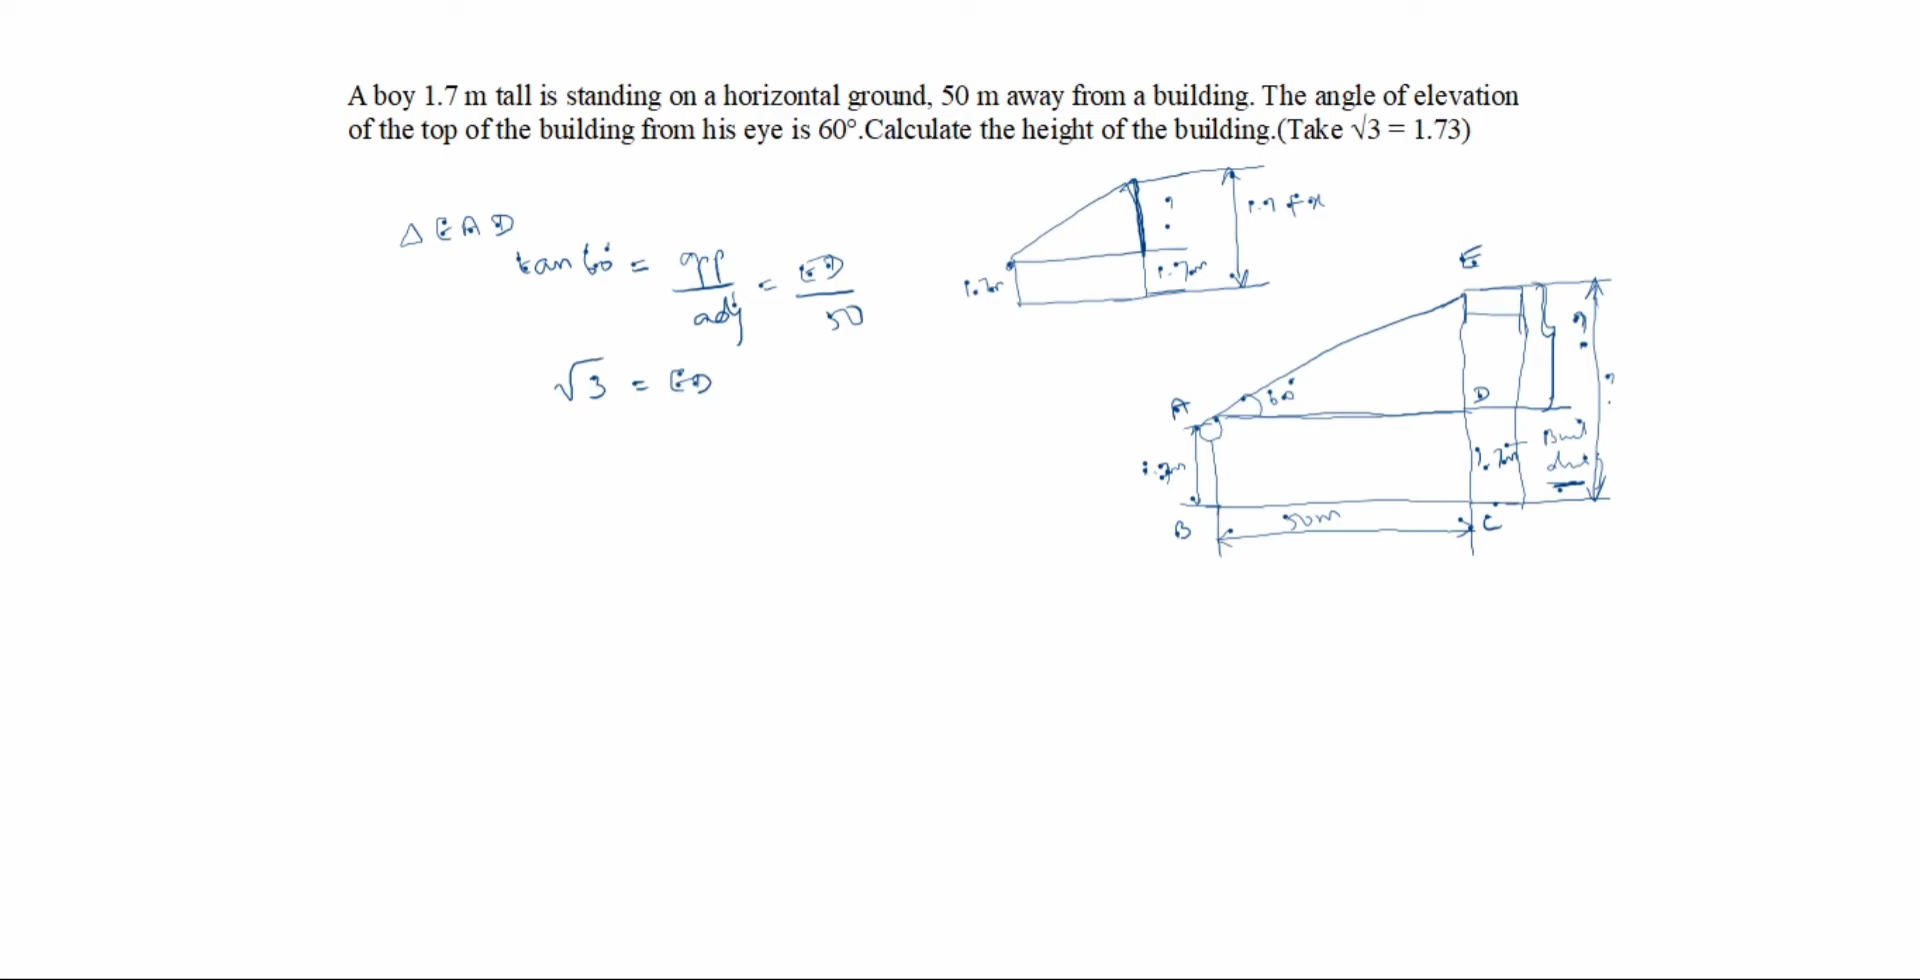 A boy 1.7 m tall is standing on a horizontal ground, 50 m away from a building. The angle of elevation
of the top of the building from his eye is 60°.Calculate the height of the building.(Take √3 = 1.73)
△ EAD
tan 60° = opp/adj = ED/50
√3 = ED
?
1.7m
1.7m
E
?
?
A
60°
D
1.7m
1.7m
B
50m
C